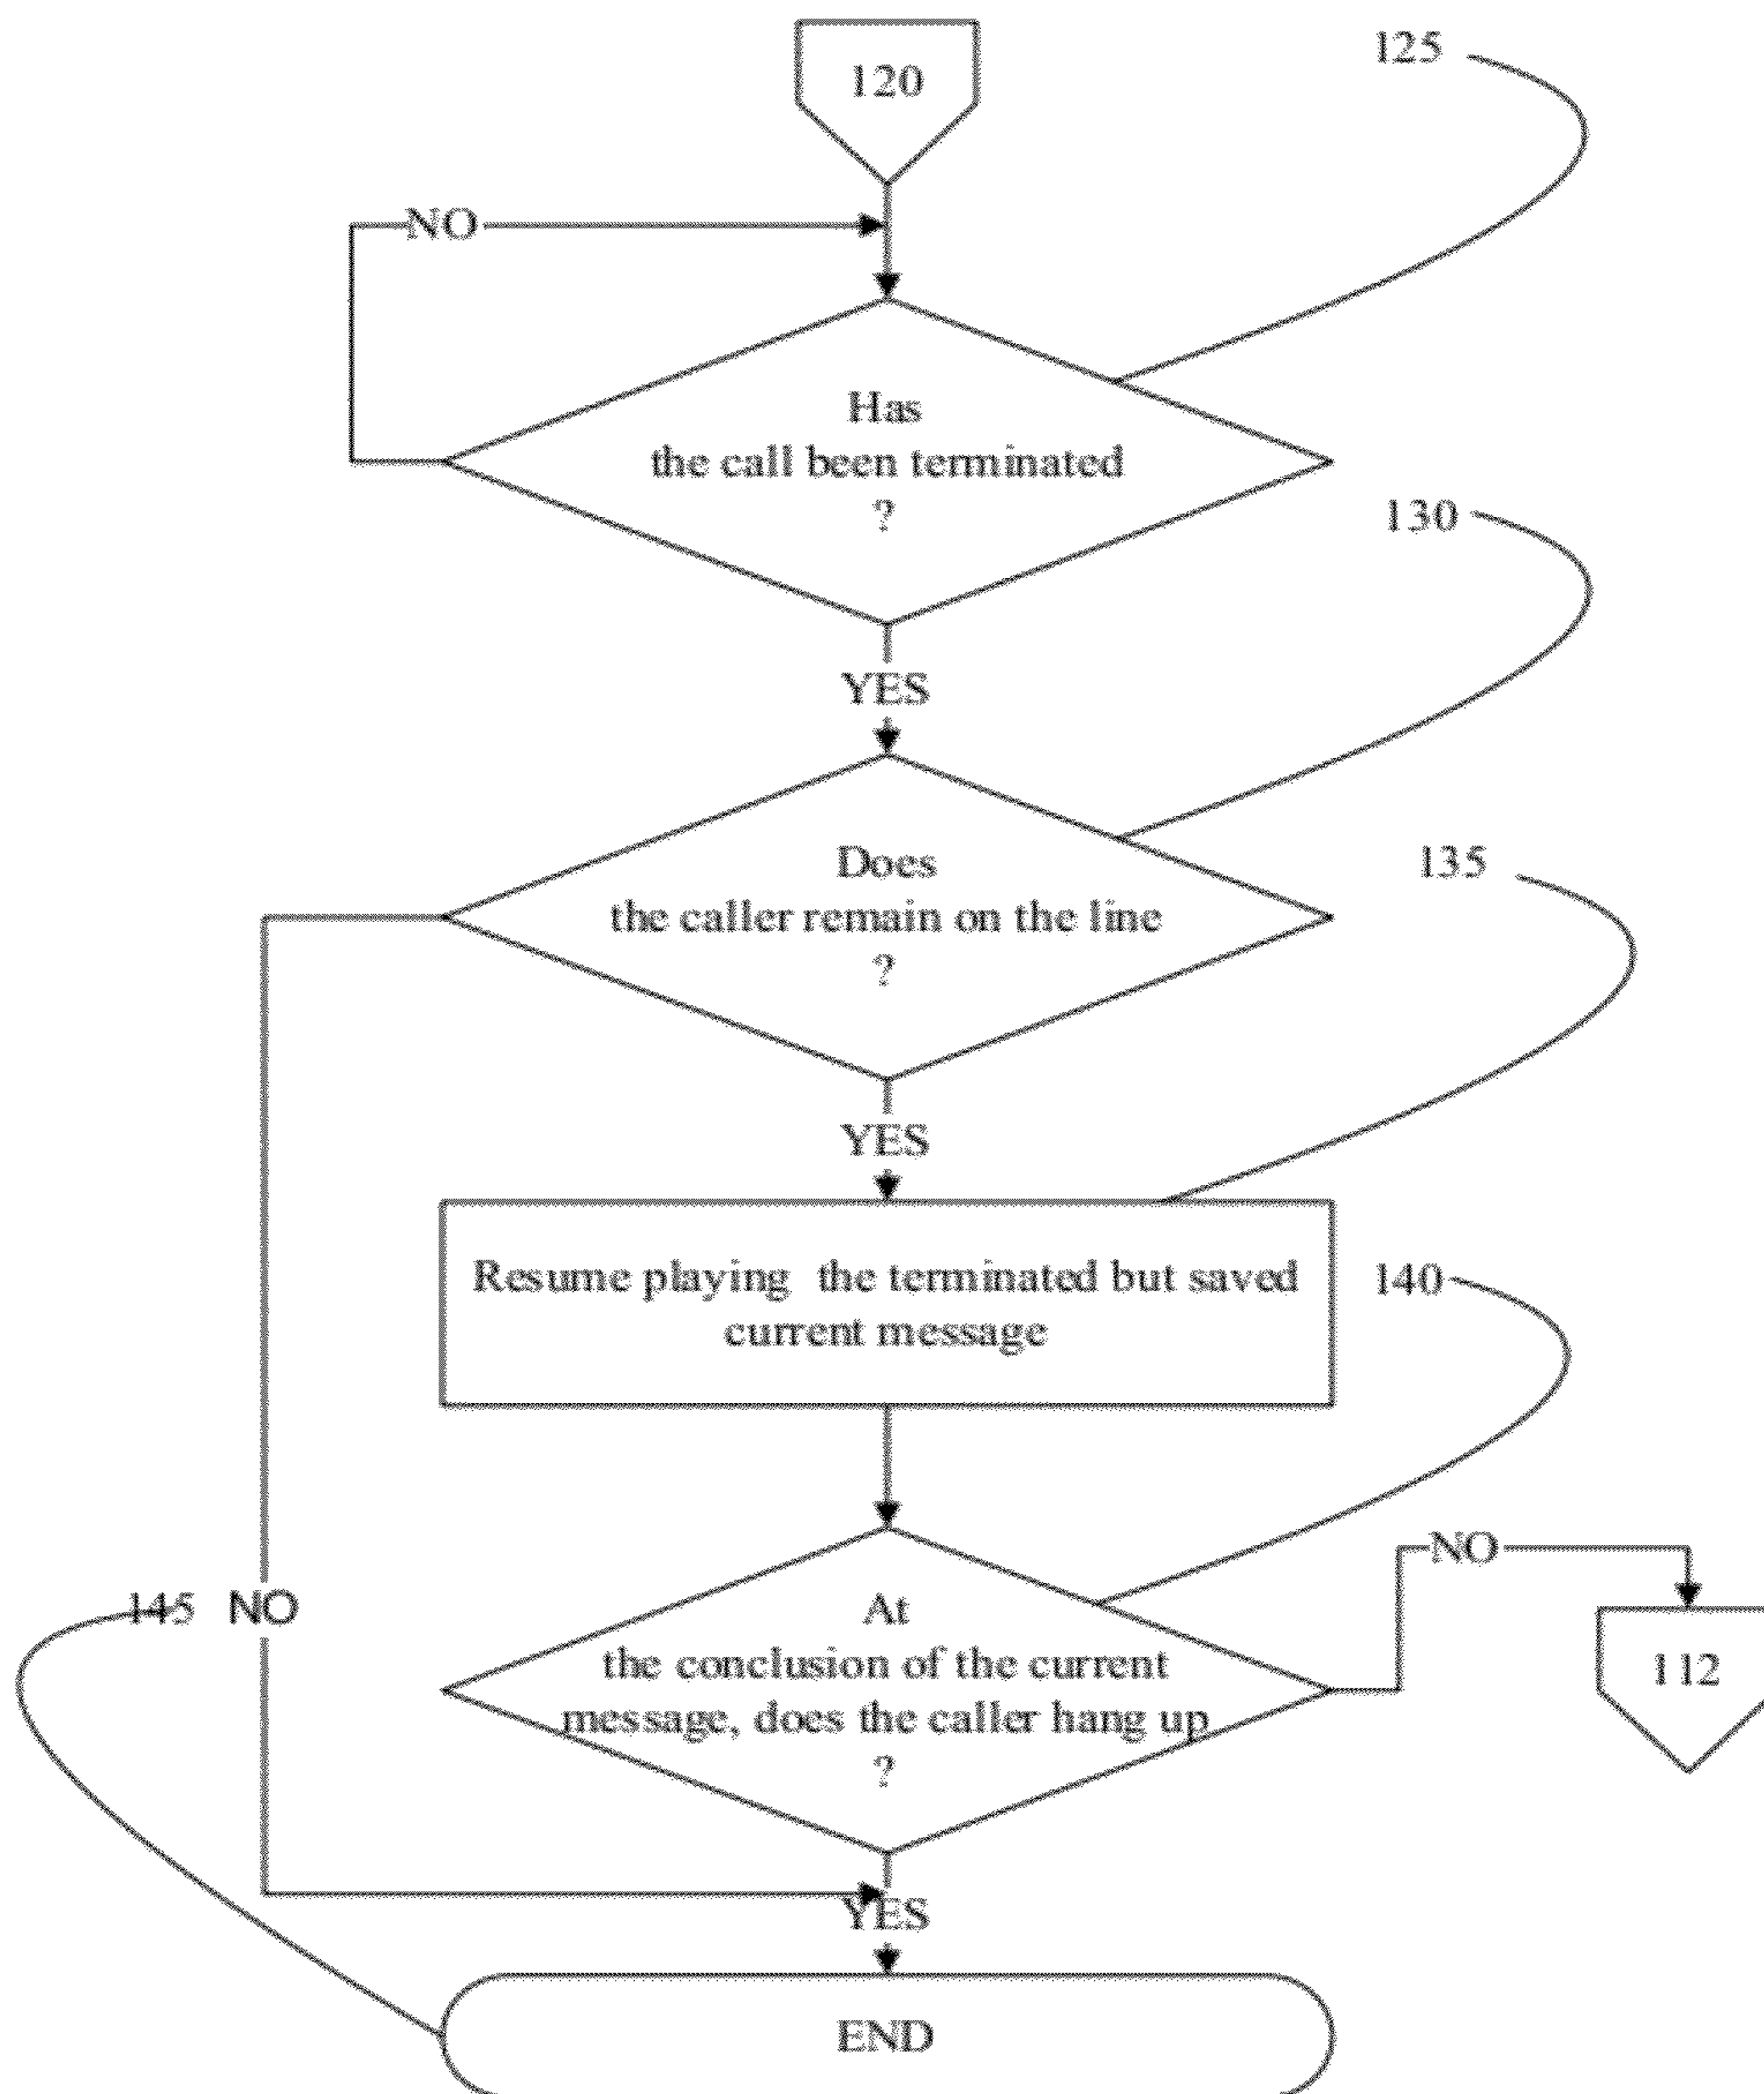 120
125
NO
Has
the call been terminated
?
130
YES
Does
the caller remain on the line
?
135
YES
Resume playing the terminated but saved
current message
140
NO
145 NO
At
the conclusion of the current
message, does the caller hang up
?
112
YES
END